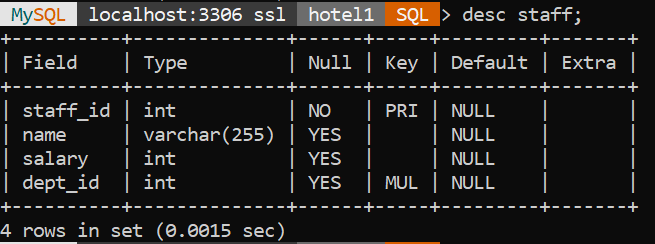 MySQL localhost:3306 ssl hotel1 SQL > desc staff;
+----------+--------------+------+-----+---------+-------+
| Field    | Type         | Null | Key | Default | Extra |
+----------+--------------+------+-----+---------+-------+
| staff_id | int          | NO   | PRI | NULL    |       |
| name     | varchar(255) | YES  |     | NULL    |       |
| salary   | int          | YES  |     | NULL    |       |
| dept_id  | int          | YES  | MUL | NULL    |       |
+----------+--------------+------+-----+---------+-------+
4 rows in set (0.0015 sec)